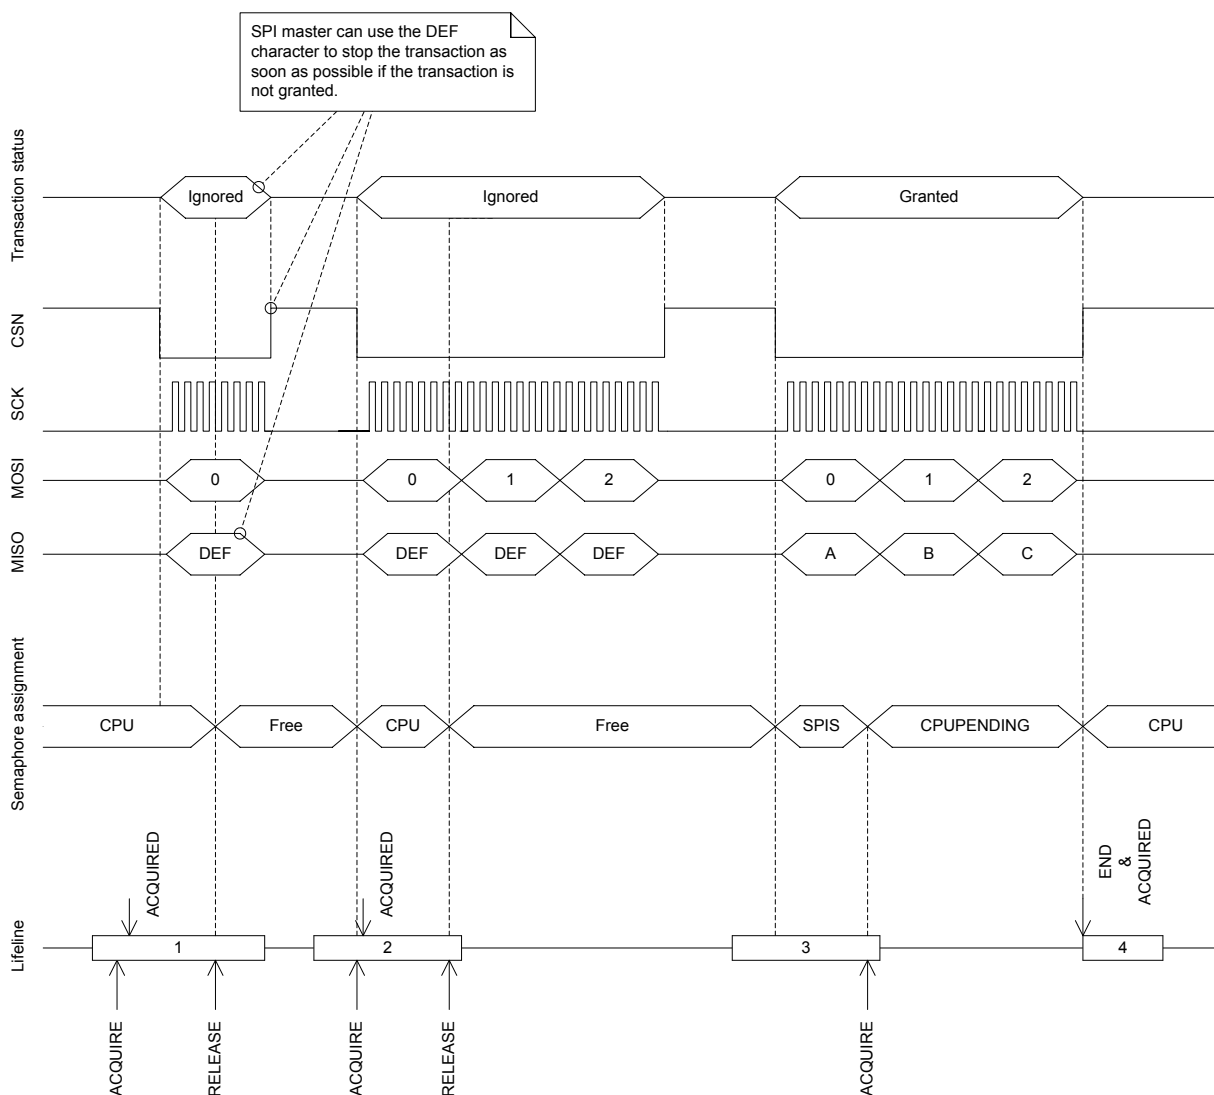 SPI master can use the DEF
character to stop the transaction as
soon as possible if the transaction is
not granted.
Transaction status
Ignored
Ignored
Granted
CSN
SCK
MOSI
0
0
1
2
0
1
2
MISO
DEF
DEF
DEF
DEF
A
B
C
Semaphore assignment
CPU
Free
CPU
Free
SPIS
CPUPENDING
CPU
ACQUIRED
ACQUIRED
END
&
ACQUIRED
Lifeline
1
2
3
4
ACQUIRE
RELEASE
ACQUIRE
RELEASE
ACQUIRE